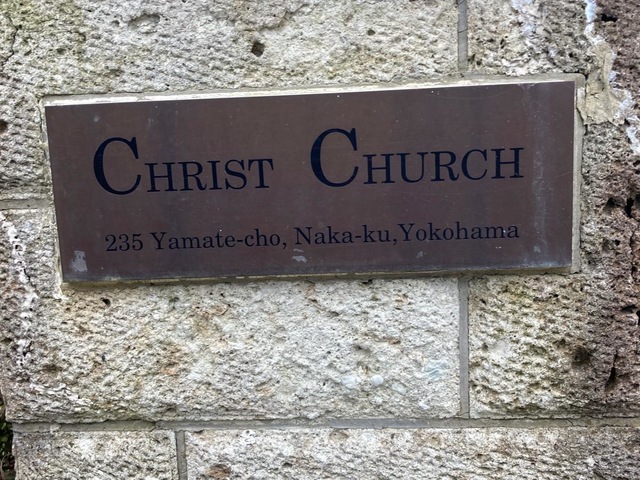 CHRIST CHURCH
235 Yamate-cho, Naka-ku,Yokohama